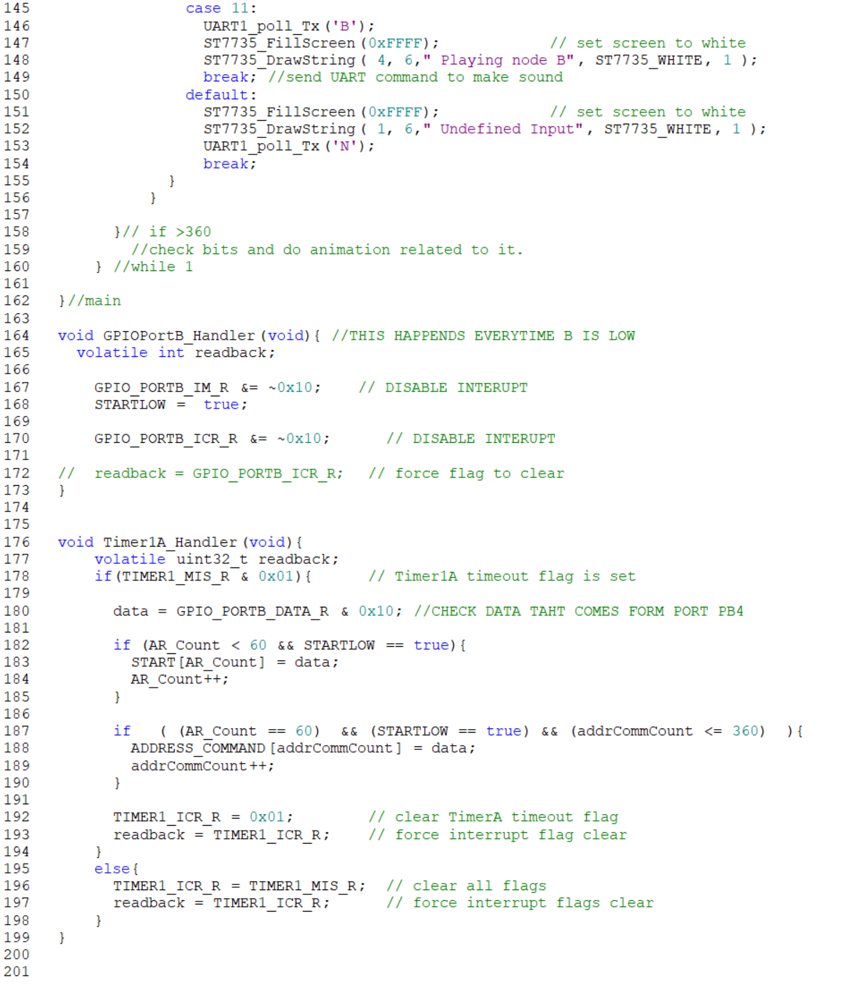 145 case 11:
146 UART1_poll_Tx('B');
147 ST7735_FillScreen(0xFFFF); // set screen to white
148 ST7735_DrawString( 4, 6," Playing node B", ST7735_WHITE, 1 );
149 break; //send UART command to make sound
150 default:
151 ST7735_FillScreen(0xFFFF); // set screen to white
152 ST7735_DrawString( 1, 6," Undefined Input", ST7735_WHITE, 1 );
153 UART1_poll_Tx('N');
154 break;
155 }
156 }
157
158 }// if >360
159 //check bits and do animation related to it.
160 } //while 1
161
162 }//main
163
164 void GPIOPortB_Handler(void){ //THIS HAPPENDS EVERYTIME B IS LOW
165 volatile int readback;
166
167 GPIO_PORTB_IM_R &= ~0x10; // DISABLE INTERUPT
168 STARTLOW = true;
169
170 GPIO_PORTB_ICR_R &= ~0x10; // DISABLE INTERUPT
171
172 // readback = GPIO_PORTB_ICR_R; // force flag to clear
173 }
174
175
176 void Timer1A_Handler(void){
177 volatile uint32_t readback;
178 if(TIMER1_MIS_R & 0x01){ // Timer1A timeout flag is set
179
180 data = GPIO_PORTB_DATA_R & 0x10; //CHECK DATA TAHT COMES FORM PORT PB4
181
182 if (AR_Count < 60 && STARTLOW == true){
183 START[AR_Count] = data;
184 AR_Count++;
185 }
186
187 if ( (AR_Count == 60) && (STARTLOW == true) && (addrCommCount <= 360) ){
188 ADDRESS_COMMAND[addrCommCount] = data;
189 addrCommCount++;
190 }
191
192 TIMER1_ICR_R = 0x01; // clear TimerA timeout flag
193 readback = TIMER1_ICR_R; // force interrupt flag clear
194 }
195 else{
196 TIMER1_ICR_R = TIMER1_MIS_R; // clear all flags
197 readback = TIMER1_ICR_R; // force interrupt flags clear
198 }
199 }
200
201